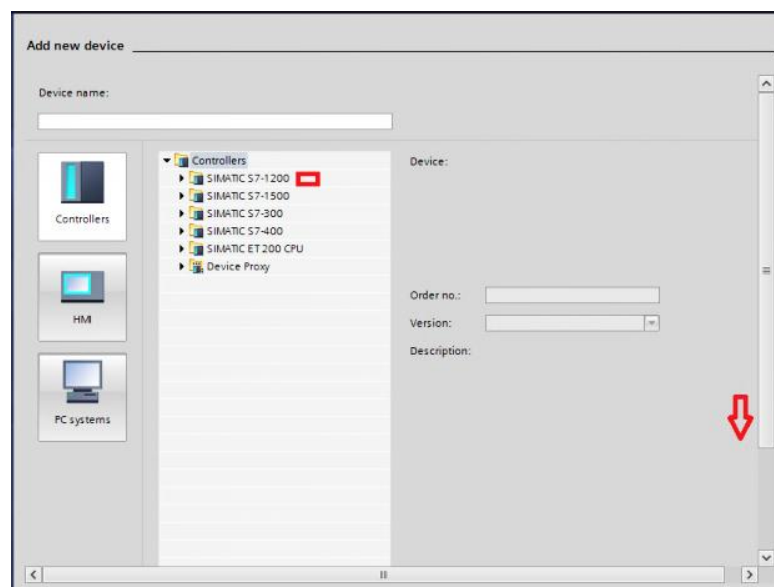 Add new device
Device name:
Controllers
HMI
PC systems
Controllers
SIMATIC S7-1200
SIMATIC S7-1500
SIMATIC S7-300
SIMATIC S7-400
SIMATIC ET 200 CPU
Device Proxy
Device:
Order no.:
Version:
Description: